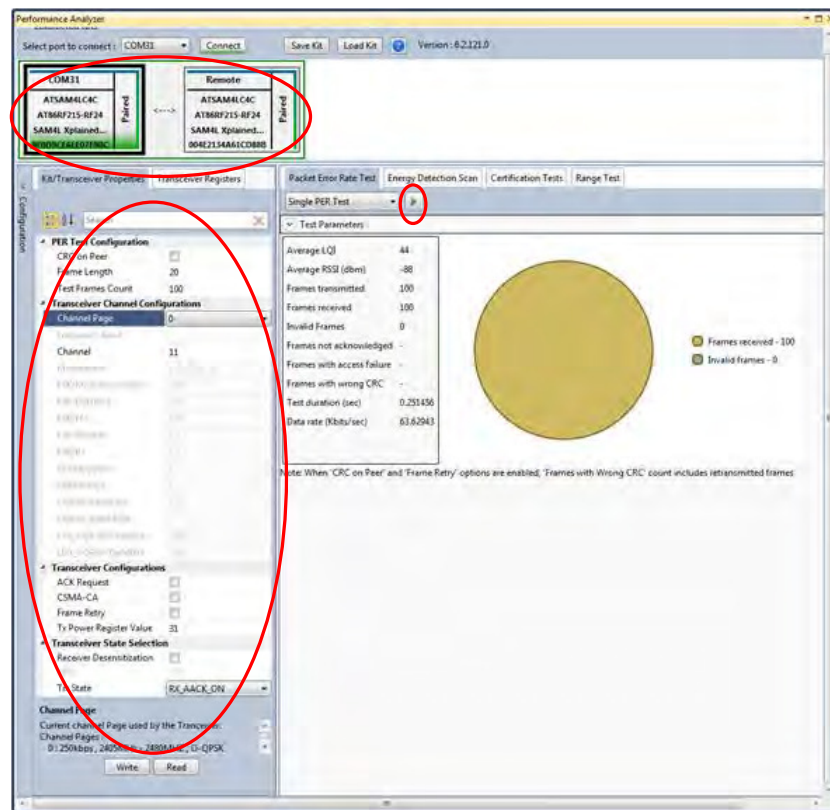 Performance Analyzer
Select port to connect : COM31 Connect Save Kit Load Kit Version : 6.2.121.0
COM31 Remote
ATSAM4LC4C ATSAM4LC4C
AT86RF215-RF24 AT86RF215-RF24
SAM4L Xplained... SAM4L Xplained...
Paired Paired
004E2134A61CD88B
Configuration
Kit/Transceiver Properties Transceiver Registers
Packet Error Rate Test Energy Detection Scan Certification Tests Range Test
Search
Single PER Test
Test Parameters
PER Test Configuration
CRC on Peer
Frame Length 20
Test Frames Count 100
Transceiver Channel Configurations
Channel Page 0
Channel 11
Transceiver Configurations
ACK Request
CSMA-CA
Frame Retry
Tx Power Register Value 31
Transceiver State Selection
Receiver Desensitization
Trx State RX_AACK_ON
Channel Page
Current channel Page used by the Tranceiver.
Channel Pages
0 : 250kbps , 2405MHz - 2480MHz , O-QPSK
Write Read
Average LQI 44
Average RSSI (dbm) -88
Frames transmitted 100
Frames received 100
Invalid Frames 0
Frames not acknowledged -
Frames with access failure -
Frames with wrong CRC -
Test duration (sec) 0.251456
Data rate (Kbits/sec) 63.62943
Frames received - 100
Invalid frames - 0
Note: When 'CRC on Peer' and 'Frame Retry' options are enabled, 'Frames with Wrong CRC' count includes retransmitted frames